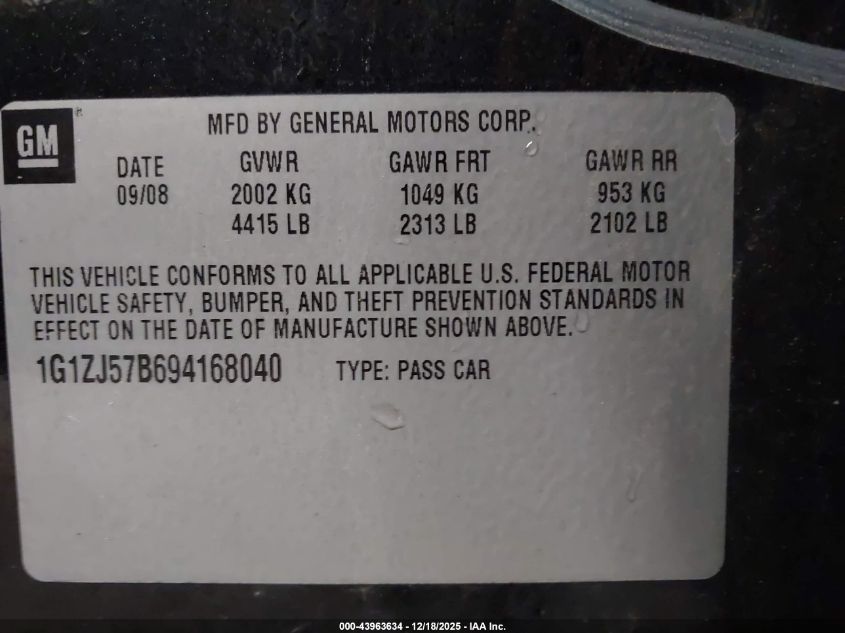 GM
MFD BY GENERAL MOTORS CORP.
DATE GVWR GAWR FRT GAWR RR
09/08 2002 KG 1049 KG 953 KG
4415 LB 2313 LB 2102 LB
THIS VEHICLE CONFORMS TO ALL APPLICABLE U.S. FEDERAL MOTOR
VEHICLE SAFETY, BUMPER, AND THEFT PREVENTION STANDARDS IN
EFFECT ON THE DATE OF MANUFACTURE SHOWN ABOVE.
1G1ZJ57B694168040 TYPE: PASS CAR
000-43963634 - 12/18/2025 - IAA Inc.